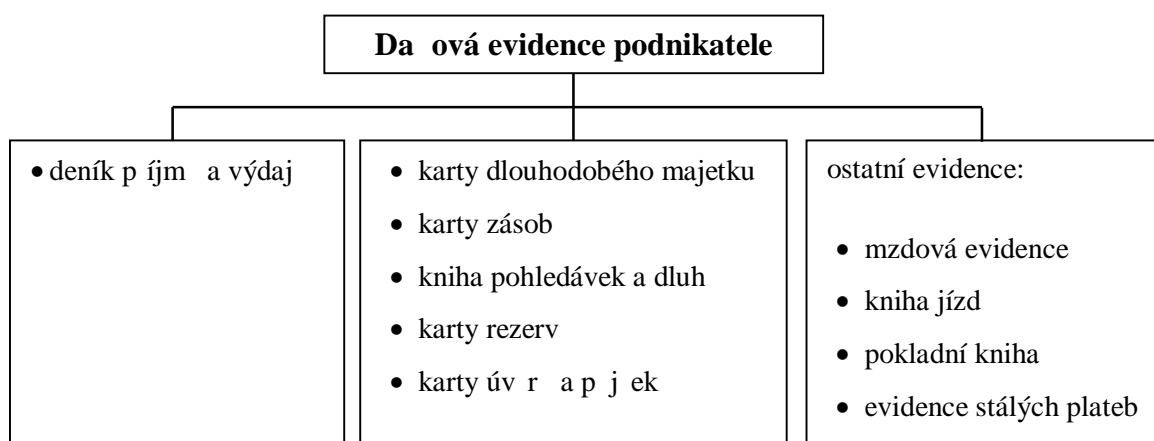 Da ová evidence podnikatele
• deník p íjm a výdaj
• karty dlouhodobého majetku
• karty zásob
• kniha pohledávek a dluh
• karty rezerv
• karty úv r a p j ek
ostatní evidence:
• mzdová evidence
• kniha jízd
• pokladní kniha
• evidence stálých plateb